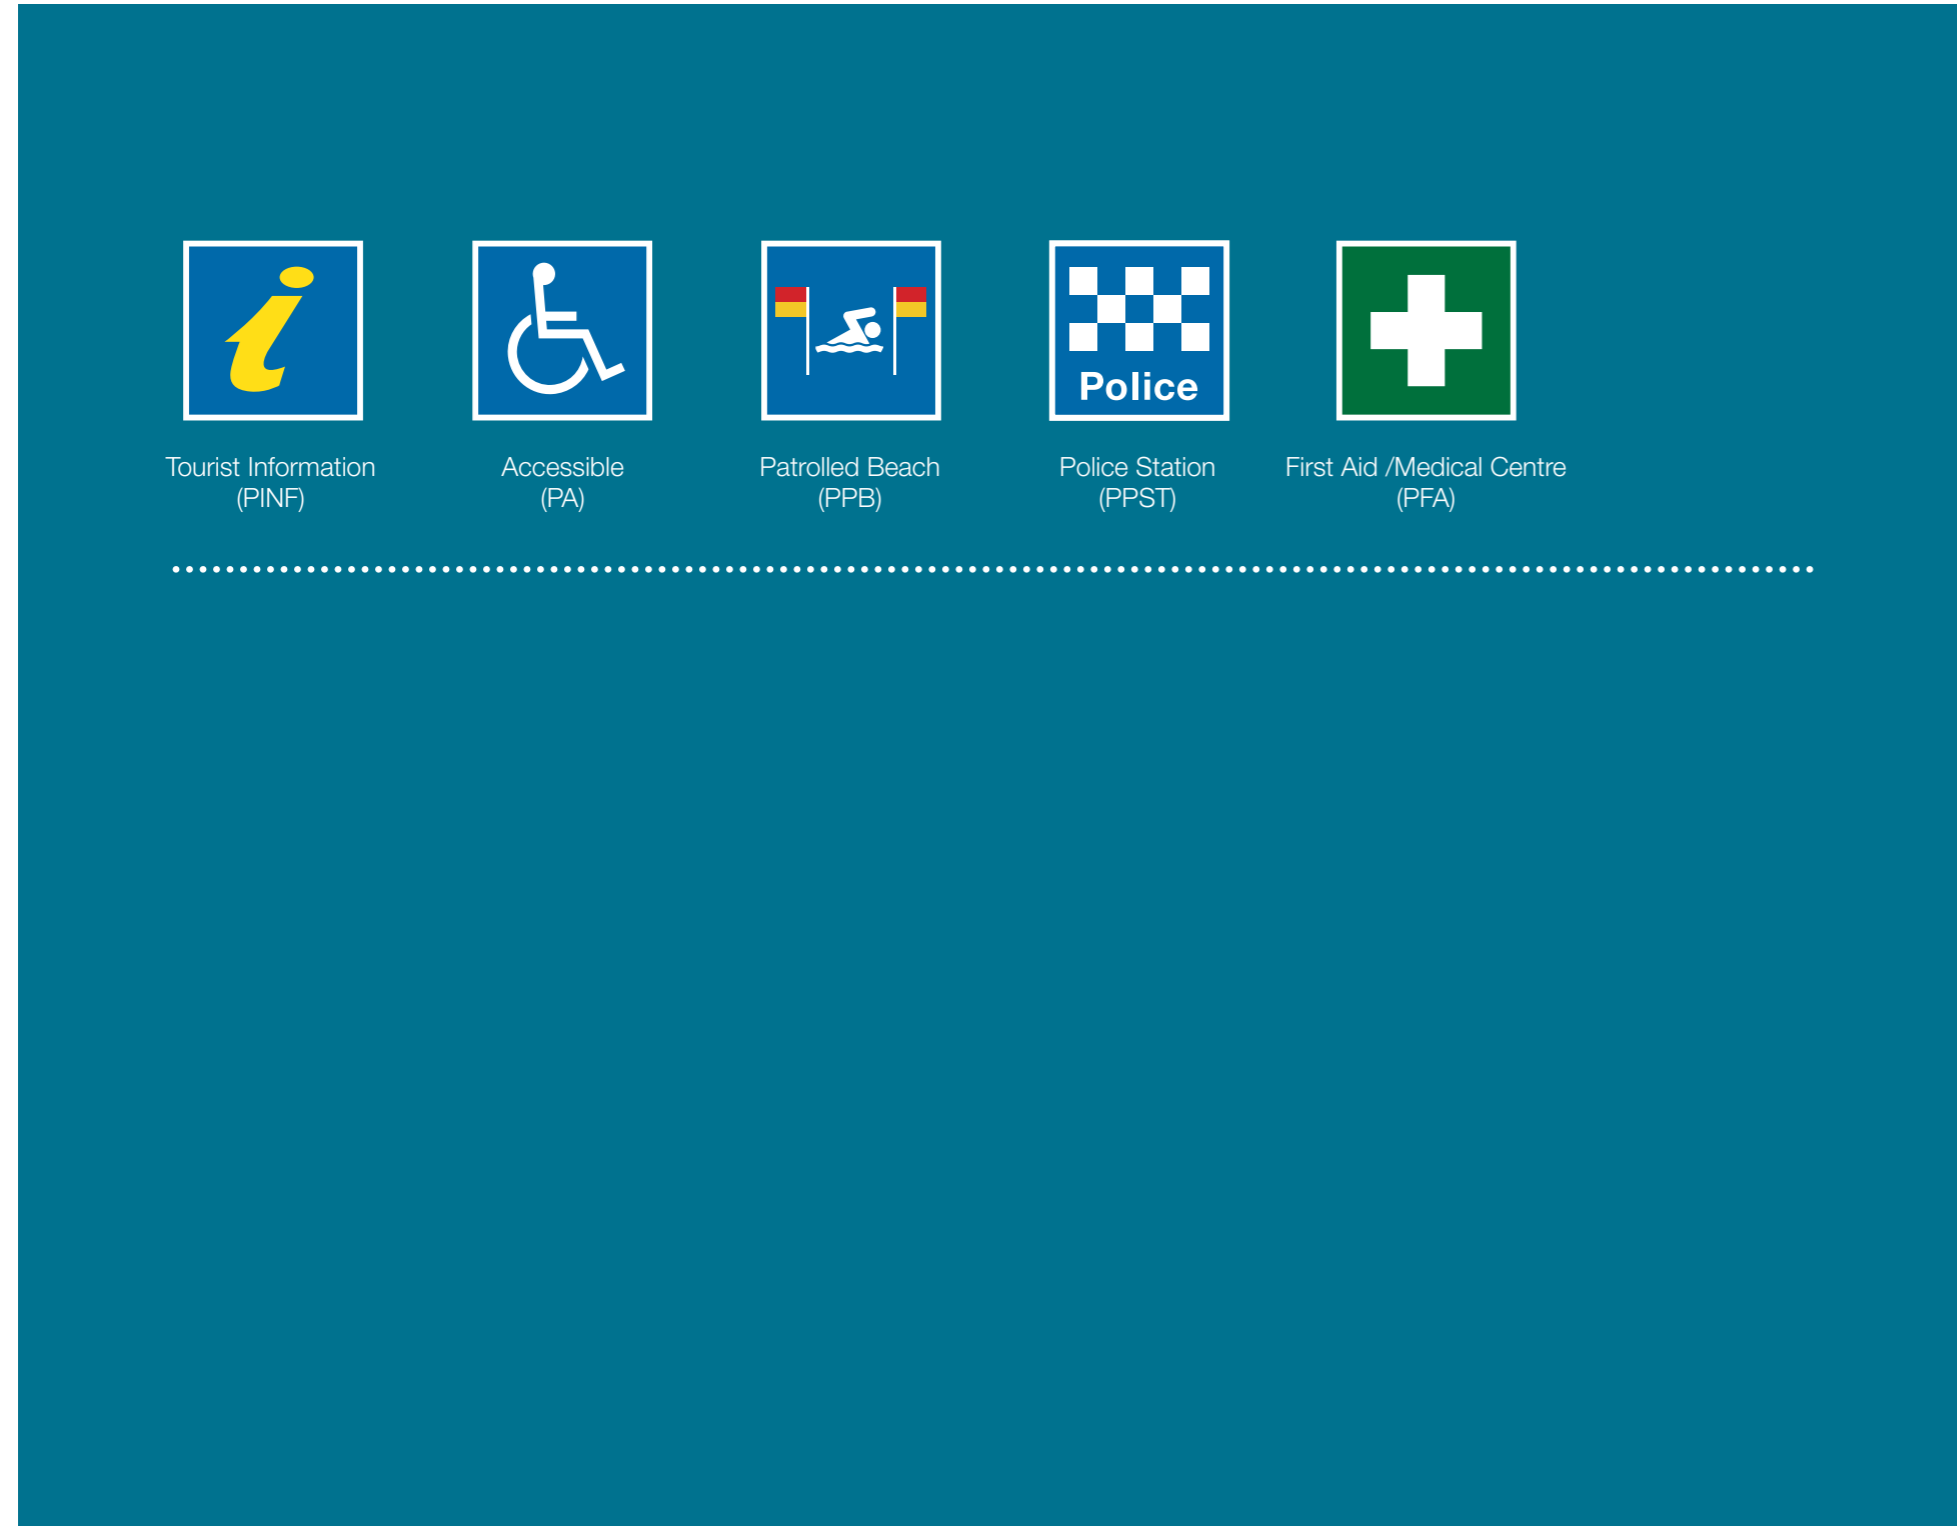 i
Police
Tourist Information
(PINF)
Accessible
(PA)
Patrolled Beach
(PPB)
Police Station
(PPST)
First Aid /Medical Centre
(PFA)